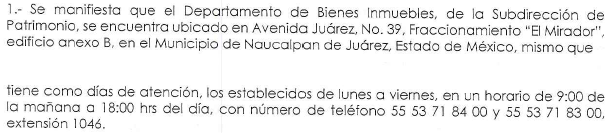 1.- Se manifiesta que el Departamento de Bienes Inmuebles, de la Subdirección de
Patrimonio, se encuentra ubicado en Avenida Juárez, No. 39, Fraccionamiento "El Mirador",
edificio anexo B, en el Municipio de Naucalpan de Juárez, Estado de México, mismo que
tiene como días de atención, los establecidos de lunes a viernes, en un horario de 9:00 de
la mañana a 18:00 hrs del día, con número de teléfono 55 53 71 84 00 y 55 53 71 83 00,
extensión 1046.